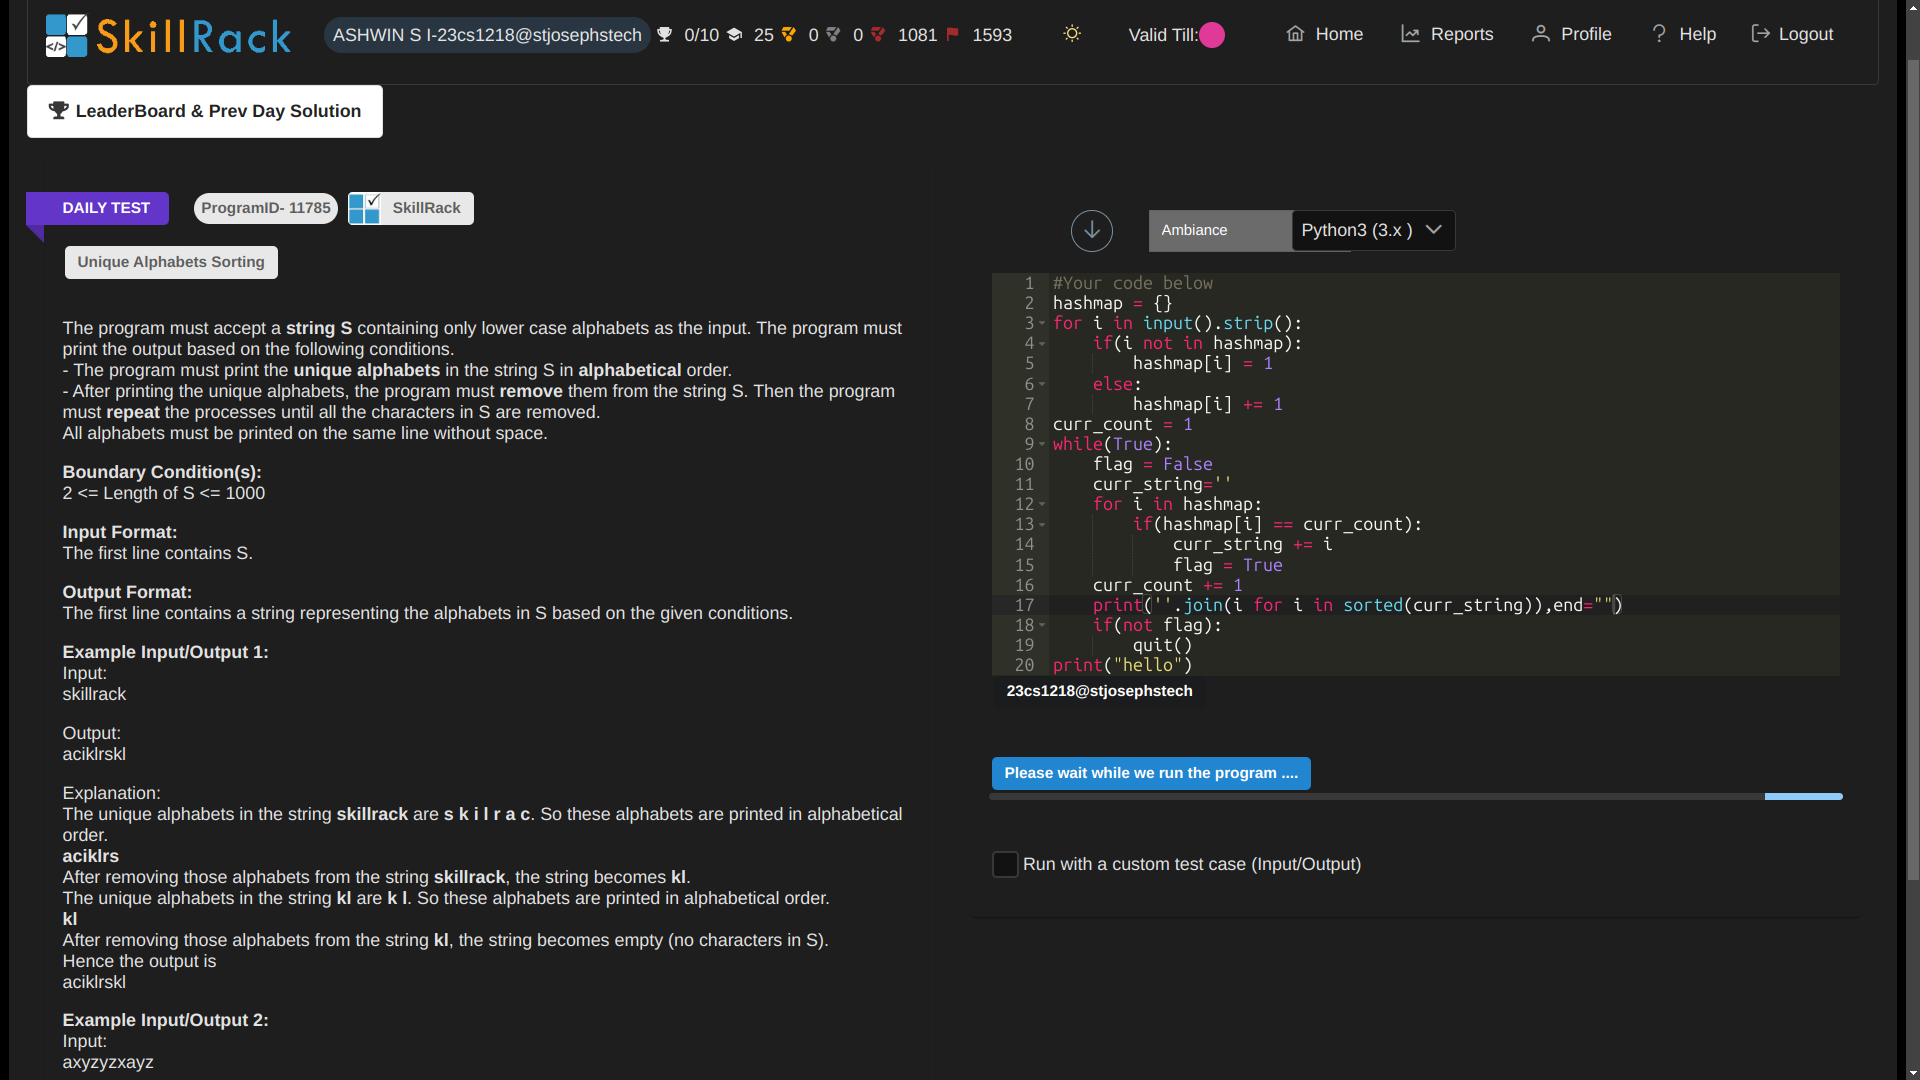 SkillRack
ASHWIN S I-23cs1218@stjosephstech 0/10 25 0 0 1081 1593 Valid Till: Home Reports Profile Help Logout
LeaderBoard & Prev Day Solution
DAILY TEST ProgramID- 11785 SkillRack
Unique Alphabets Sorting
The program must accept a string S containing only lower case alphabets as the input. The program must
print the output based on the following conditions.
- The program must print the unique alphabets in the string S in alphabetical order.
- After printing the unique alphabets, the program must remove them from the string S. Then the program
must repeat the processes until all the characters in S are removed.
All alphabets must be printed on the same line without space.
Boundary Condition(s):
2 <= Length of S <= 1000
Input Format:
The first line contains S.
Output Format:
The first line contains a string representing the alphabets in S based on the given conditions.
Example Input/Output 1:
Input:
skillrack
Output:
aciklrskl
Explanation:
The unique alphabets in the string skillrack are s k i l r a c. So these alphabets are printed in alphabetical
order.
aciklrs
After removing those alphabets from the string skillrack, the string becomes kl.
The unique alphabets in the string kl are k l. So these alphabets are printed in alphabetical order.
kl
After removing those alphabets from the string kl, the string becomes empty (no characters in S).
Hence the output is
aciklrskl
Example Input/Output 2:
Input:
axyzyzxayz
Ambiance Python3 (3.x )
1 #Your code below
2 hashmap = {}
3 for i in input().strip():
4 if(i not in hashmap):
5 hashmap[i] = 1
6 else:
7 hashmap[i] += 1
8 curr_count = 1
9 while(True):
10 flag = False
11 curr_string=''
12 for i in hashmap:
13 if(hashmap[i] == curr_count):
14 curr_string += i
15 flag = True
16 curr_count += 1
17 print(''.join(i for i in sorted(curr_string)),end="")
18 if(not flag):
19 quit()
20 print("hello")
23cs1218@stjosephstech
Please wait while we run the program ....
Run with a custom test case (Input/Output)